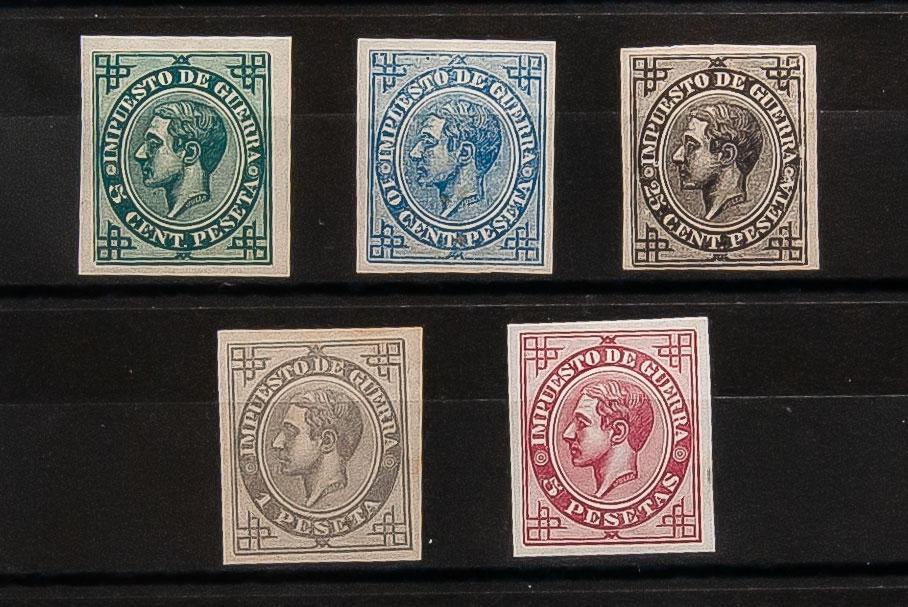 IMPUESTO DE GUERRA
5 CENT. PESETA
IMPUESTO DE GUERRA
10 CENT. PESETA
IMPUESTO DE GUERRA
25 CENT. PESETA
IMPUESTO DE GUERRA
1 PESETA
IMPUESTO DE GUERRA
5 PESETAS